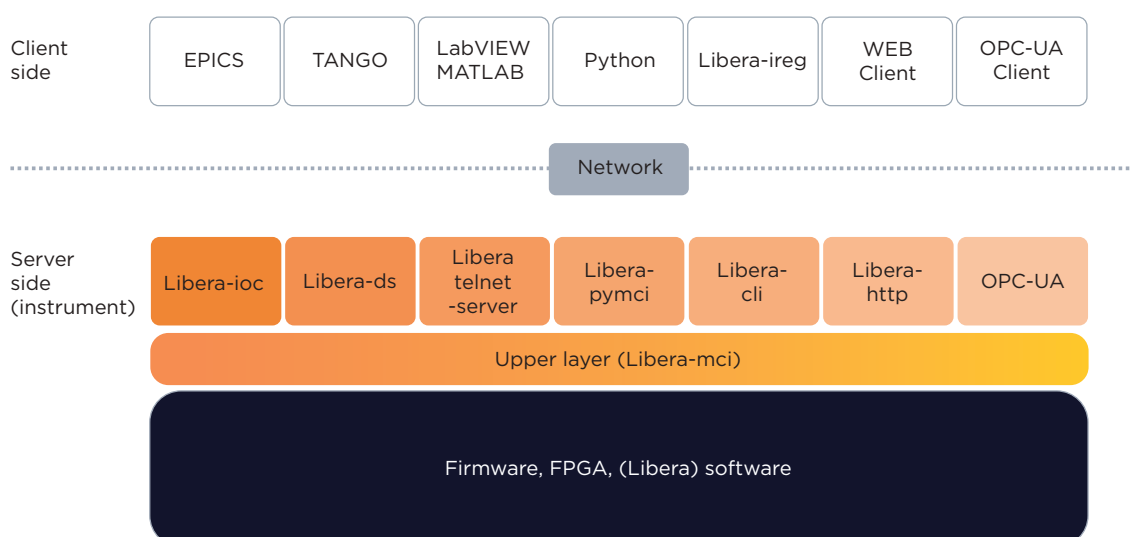 Client
side
EPICS
TANGO
LabVIEW
MATLAB
Python
Libera-ireg
WEB
Client
OPC-UA
Client
Network
Server
side
(instrument)
Libera-ioc
Libera-ds
Libera
telnet
-server
Libera-
pymci
Libera-
cli
Libera-
http
OPC-UA
Upper layer (Libera-mci)
Firmware, FPGA, (Libera) software